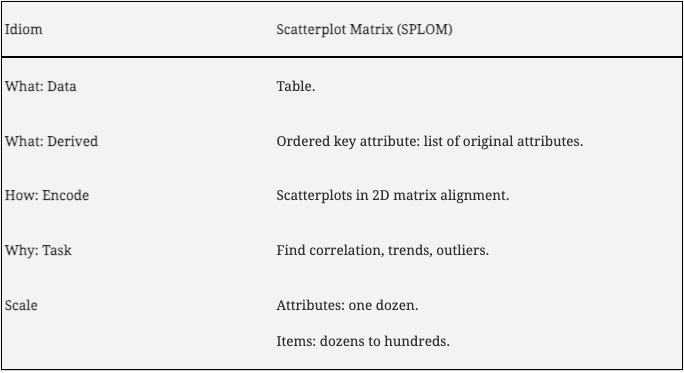 Idiom Scatterplot Matrix (SPLOM)
What: Data Table.
What: Derived Ordered key attribute: list of original attributes.
How: Encode Scatterplots in 2D matrix alignment.
Why: Task Find correlation, trends, outliers.
Scale Attributes: one dozen.
Items: dozens to hundreds.